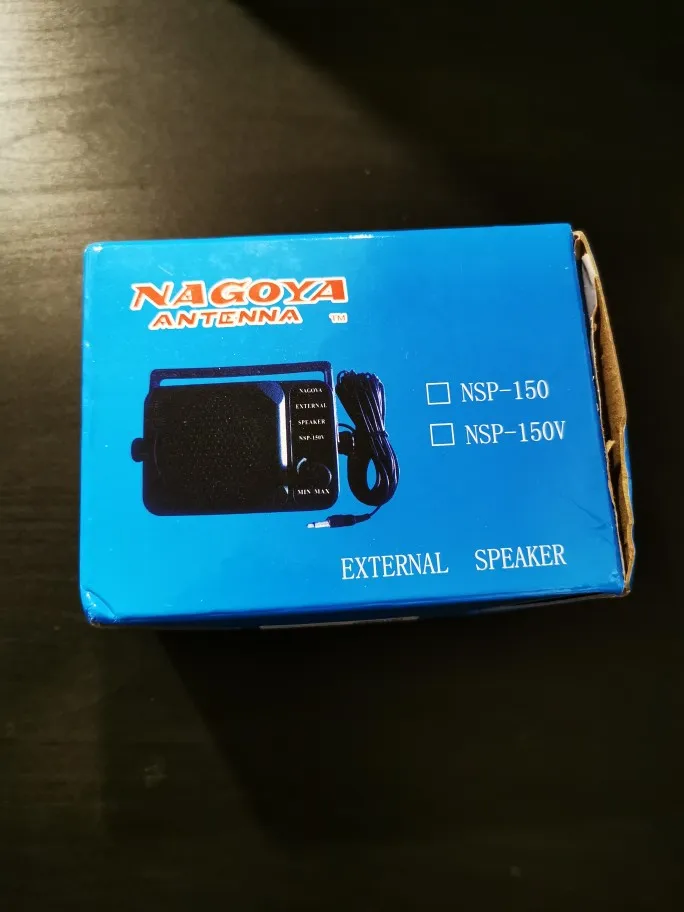 NAGOYA
ANTENNA TM
NAGOYA
EXTERNAL
SPEAKER
NSP-150V
MIN MAX
NSP-150
NSP-150V
EXTERNAL SPEAKER